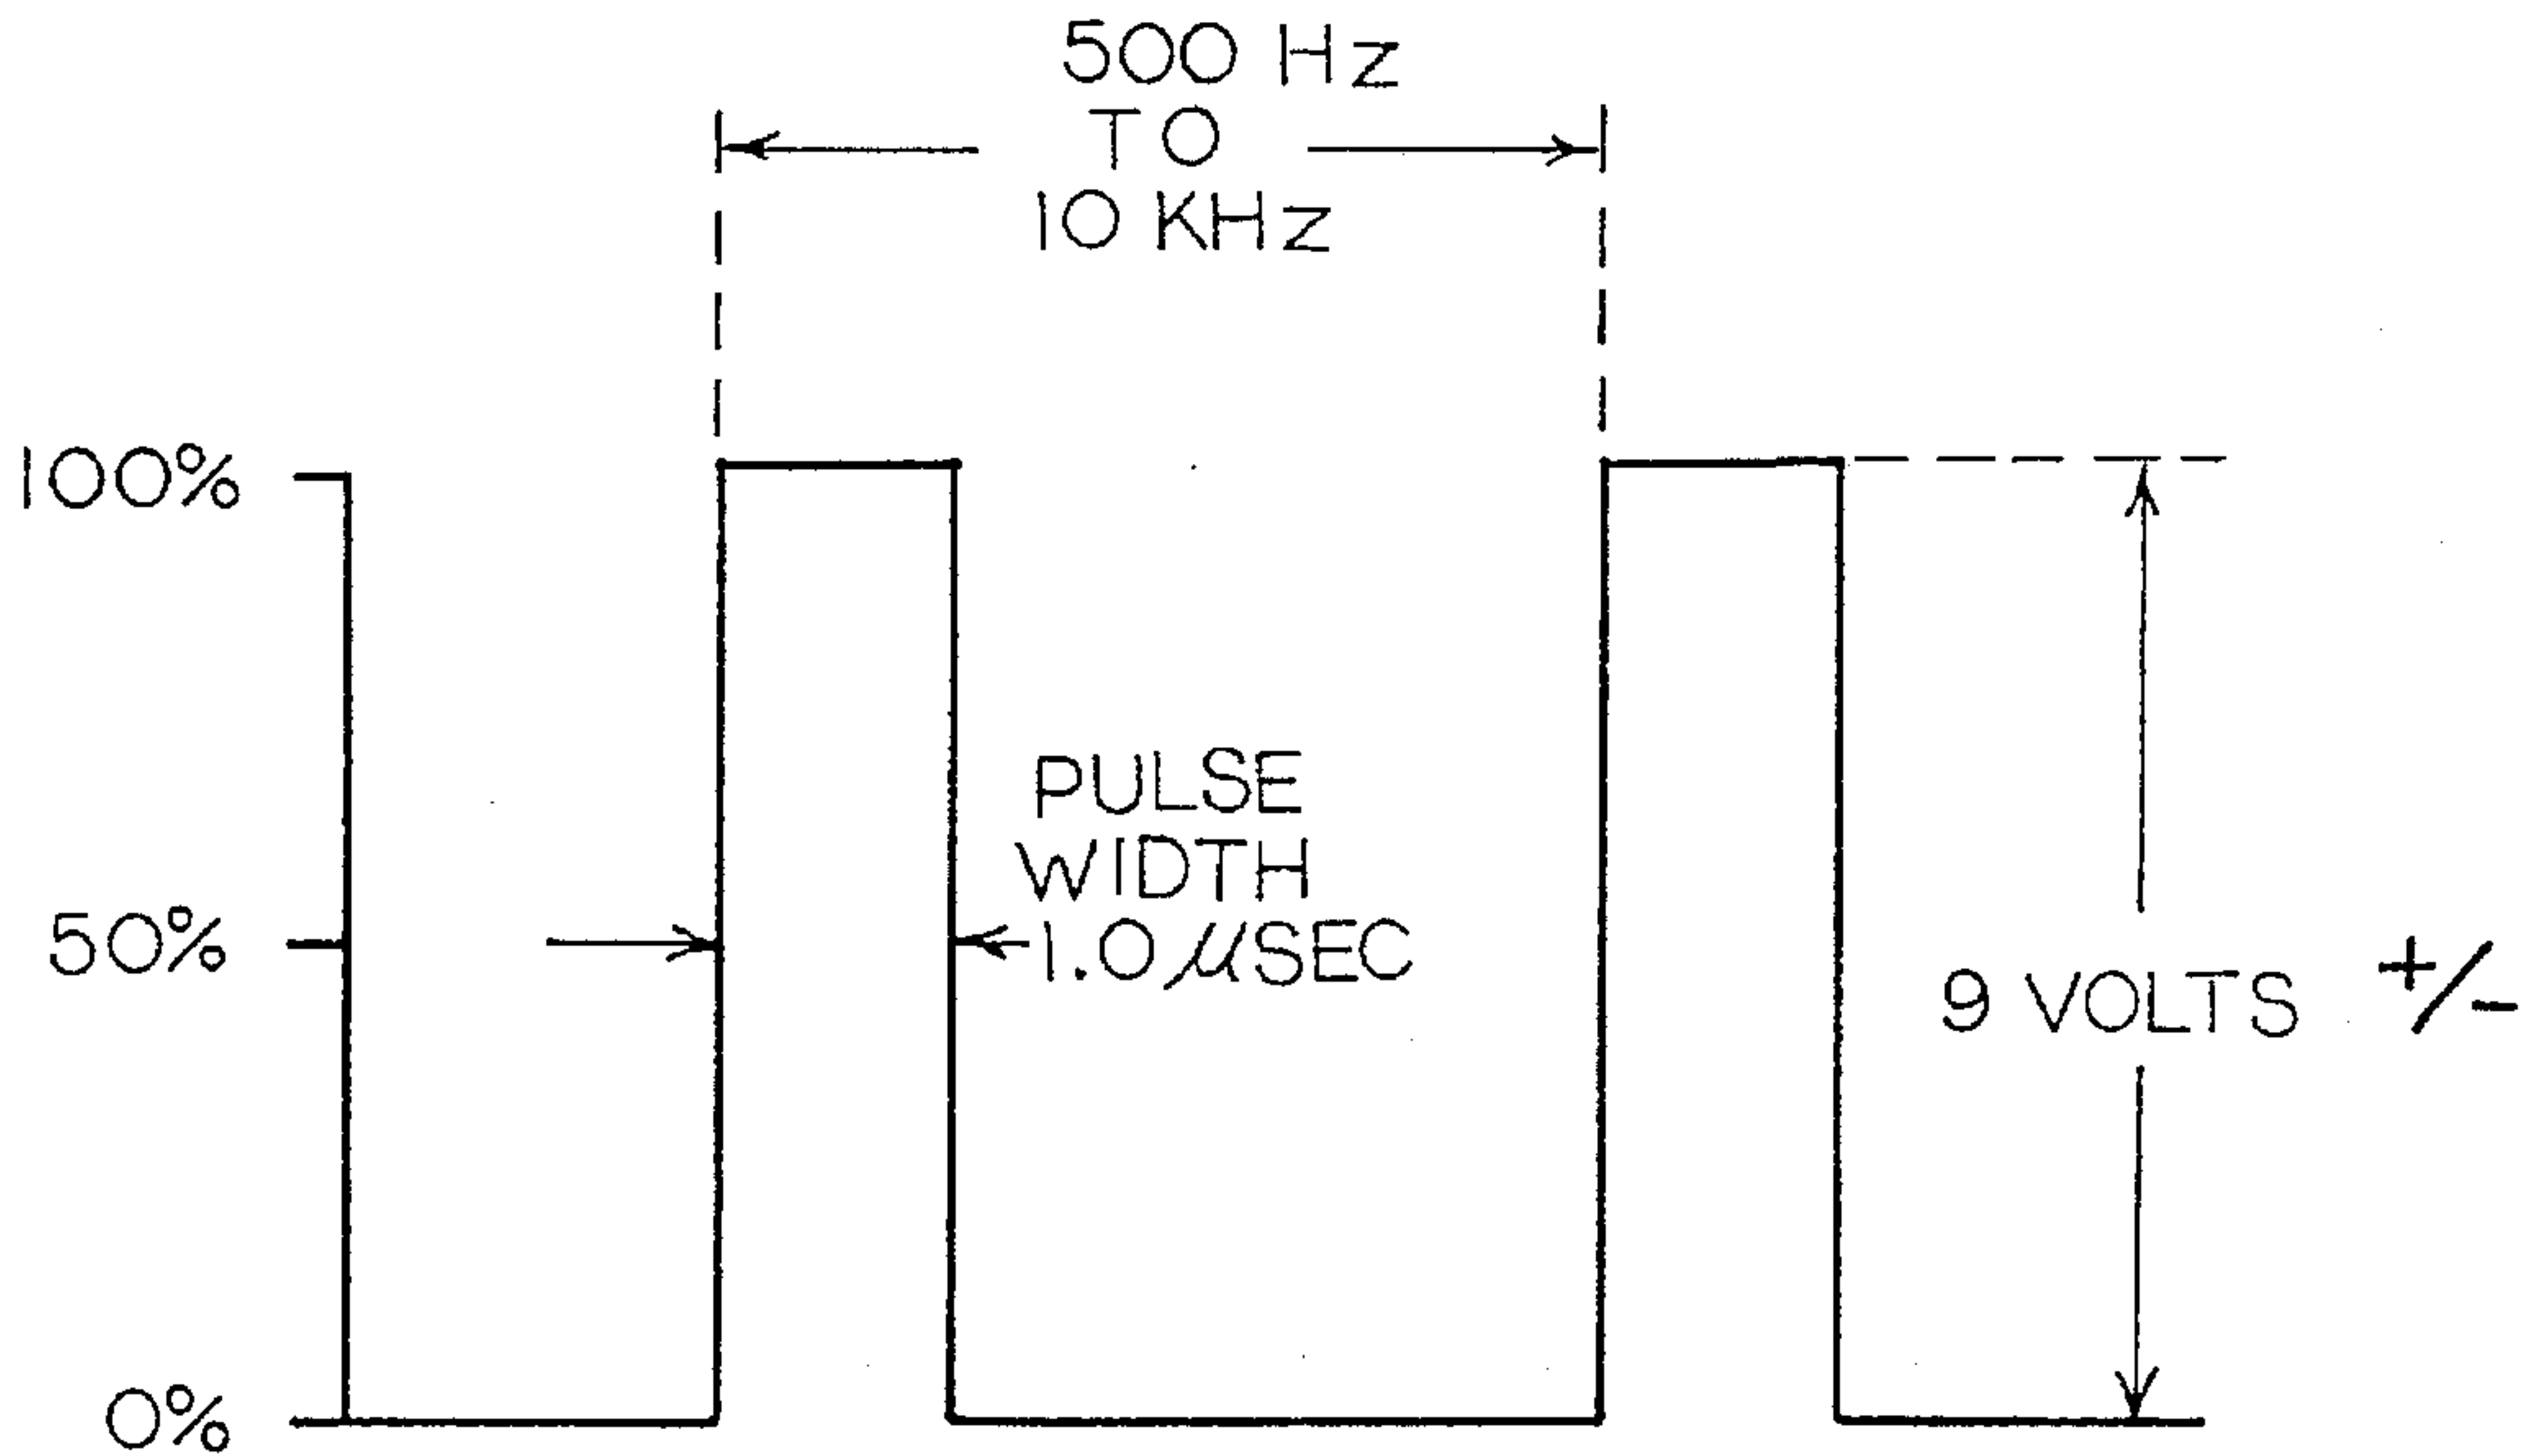 500 Hz
TO
10 KHz
100%
PULSE
WIDTH
50%
1.0 μSEC
9 VOLTS +/-
0%